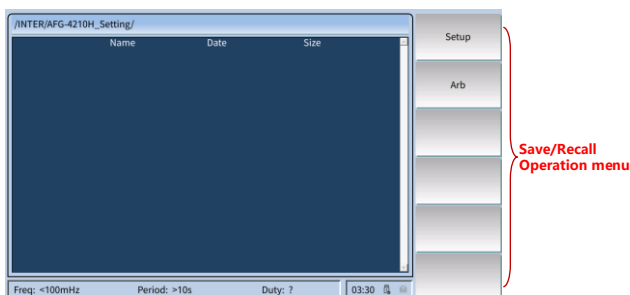 /INTER/AFG-4210H_Setting/
Name Date Size
Setup
Arb
Save/Recall
Operation menu
Freq: <100mHz Period: >10s Duty: ? 03:30